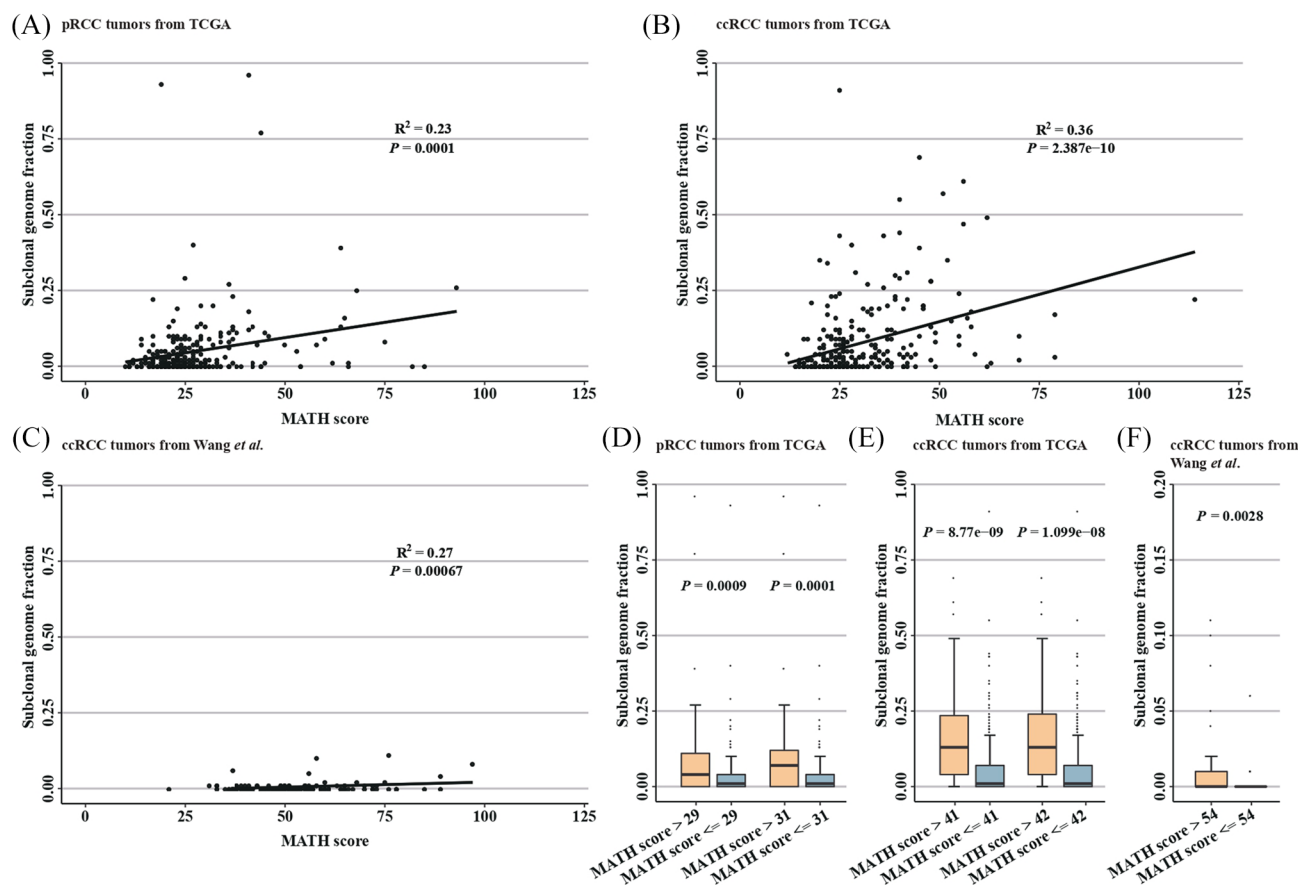 (A)
pRCC tumors from TCGA
Subclonal genome fraction
1.00
0.75
0.50
0.25
0.00
R² = 0.23
P = 0.0001
0 25 50 75 100 125
MATH score
(B)
ccRCC tumors from TCGA
Subclonal genome fraction
1.00
0.75
0.50
0.25
0.00
R² = 0.36
P = 2.387e−10
0 25 50 75 100 125
MATH score
(C)
ccRCC tumors from Wang et al.
Subclonal genome fraction
1.00
0.75
0.50
0.25
0.00
R² = 0.27
P = 0.00067
0 25 50 75 100 125
MATH score
(D)
pRCC tumors from TCGA
Subclonal genome fraction
1.00
0.75
0.50
0.25
0.00
P = 0.0009 P = 0.0001
MATH score > 29
MATH score <= 29
MATH score > 31
MATH score <= 31
(E)
ccRCC tumors from TCGA
Subclonal genome fraction
1.00
0.75
0.50
0.25
0.00
P = 8.77e−09 P = 1.099e−08
MATH score > 41
MATH score <= 41
MATH score > 42
MATH score <= 42
(F)
ccRCC tumors from
Wang et al.
Subclonal genome fraction
0.20
0.15
0.10
0.05
0.00
P = 0.0028
MATH score > 54
MATH score <= 54